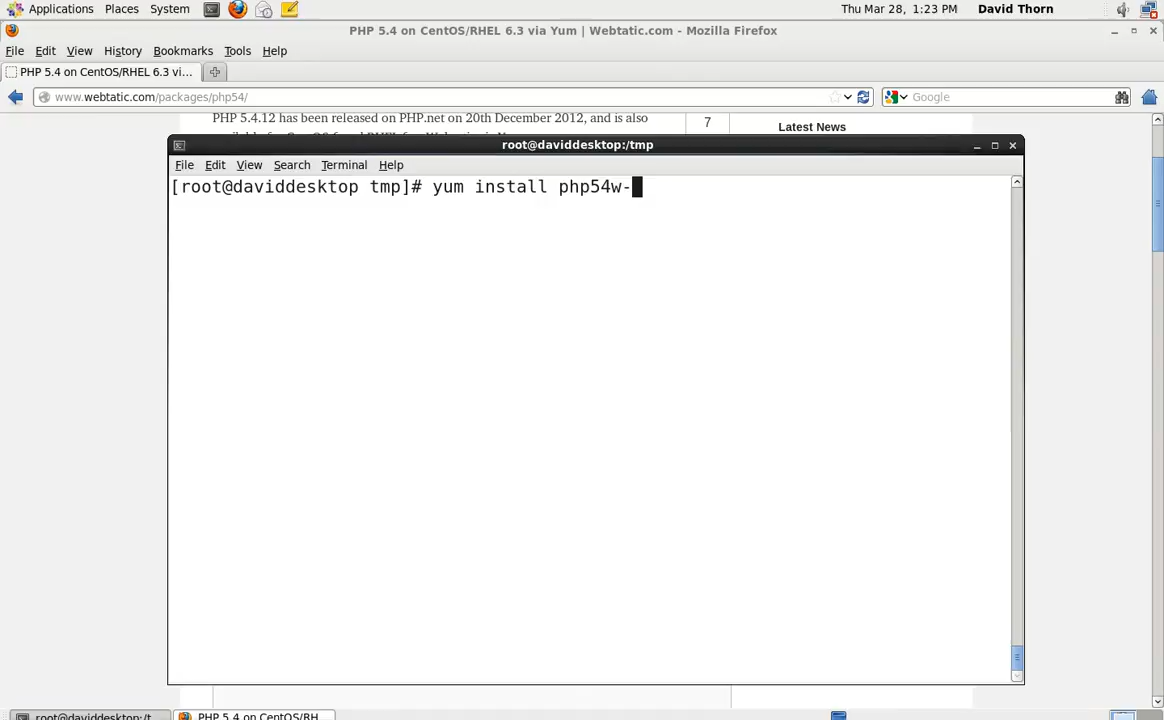 Applications Places System Thu Mar 28, 1:23 PM David Thorn
PHP 5.4 on CentOS/RHEL 6.3 via Yum | Webtatic.com - Mozilla Firefox
File Edit View History Bookmarks Tools Help
PHP 5.4 on CentOS/RHEL 6.3 vi...
www.webtatic.com/packages/php54/ Google
PHP 5.4.12 has been released on PHP.net on 20th December 2012, and is also
7
Latest News
root@daviddesktop:/tmp
File Edit View Search Terminal Help
[root@daviddesktop tmp]# yum install php54w-
root@daviddesktop:/t... PHP 5.4 on CentOS/RH...